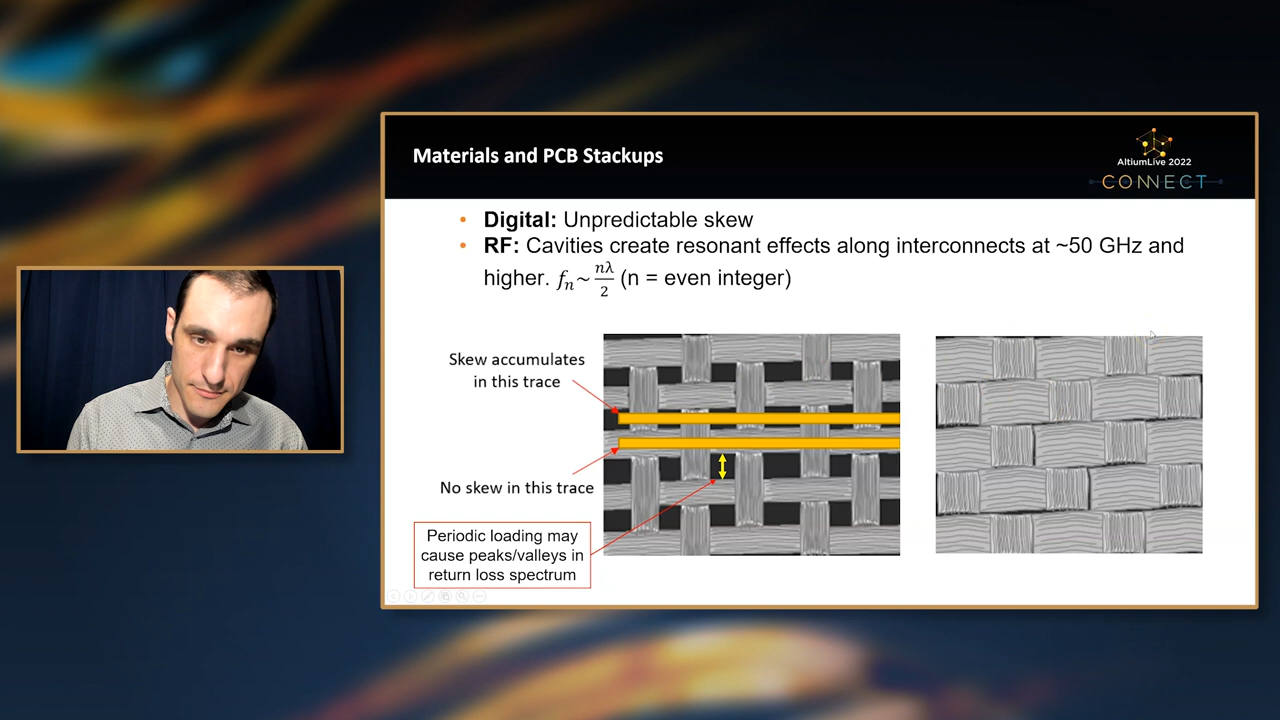 Materials and PCB Stackups
AltiumLive 2022
CONNECT
• Digital: Unpredictable skew
• RF: Cavities create resonant effects along interconnects at ~50 GHz and
higher. fₙ~ nλ/2 (n = even integer)
Skew accumulates
in this trace
No skew in this trace
Periodic loading may
cause peaks/valleys in
return loss spectrum